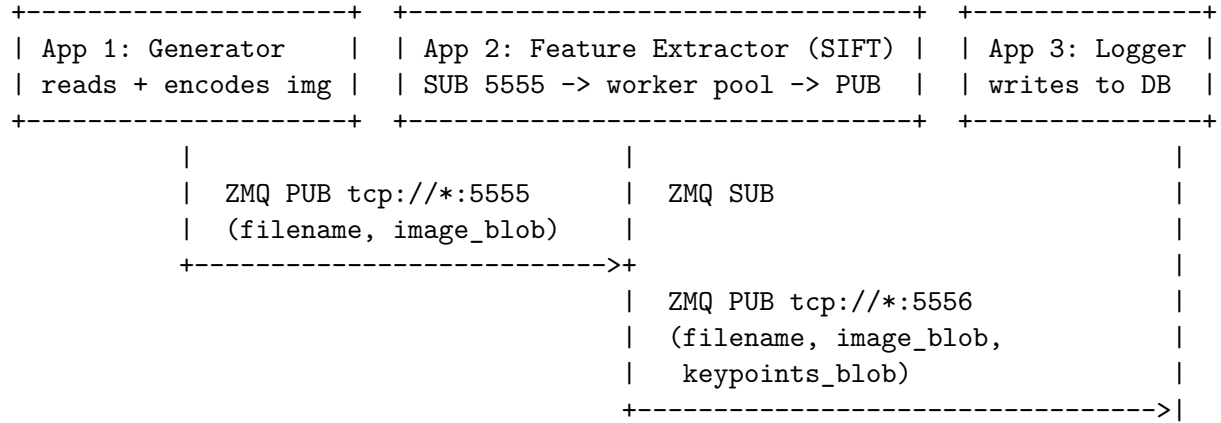 App 1: Generator
reads + encodes img
App 2: Feature Extractor (SIFT)
SUB 5555 -> worker pool -> PUB
App 3: Logger
writes to DB
ZMQ PUB tcp://*:5555
(filename, image_blob)
ZMQ SUB
ZMQ PUB tcp://*:5556
(filename, image_blob,
keypoints_blob)